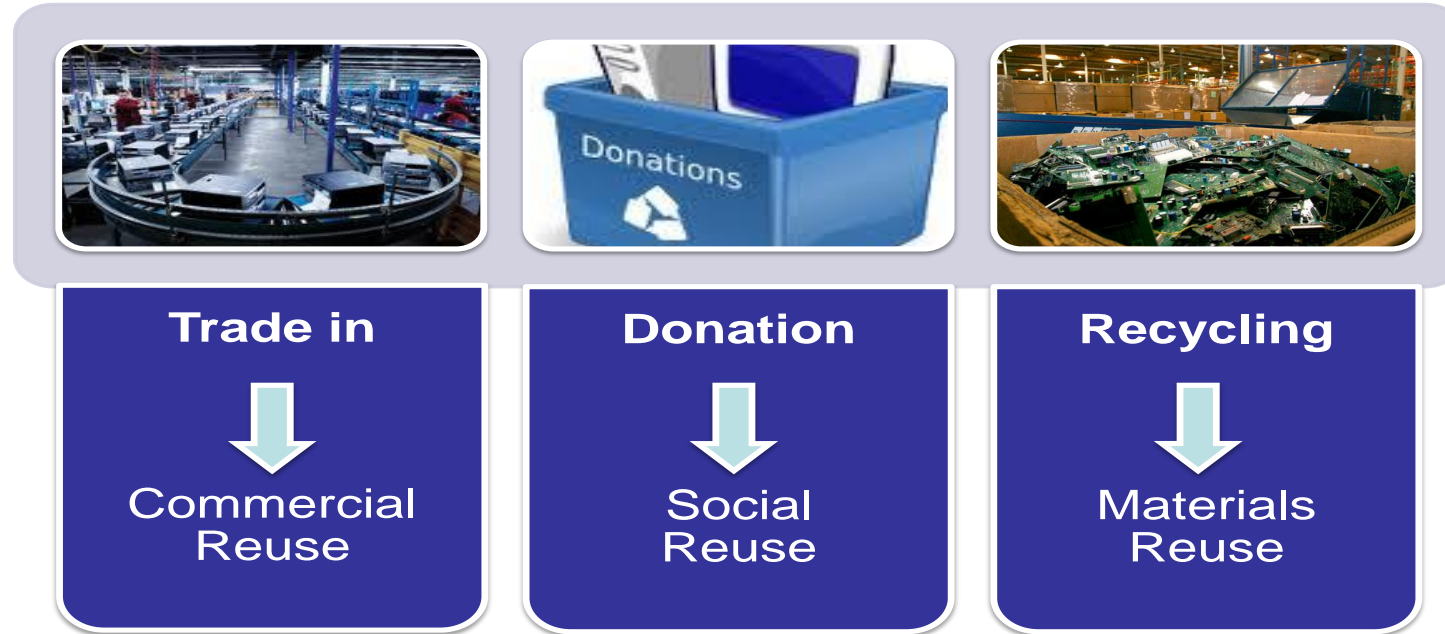 Donations
Trade in
Commercial
Reuse
Donation
Social
Reuse
Recycling
Materials
Reuse